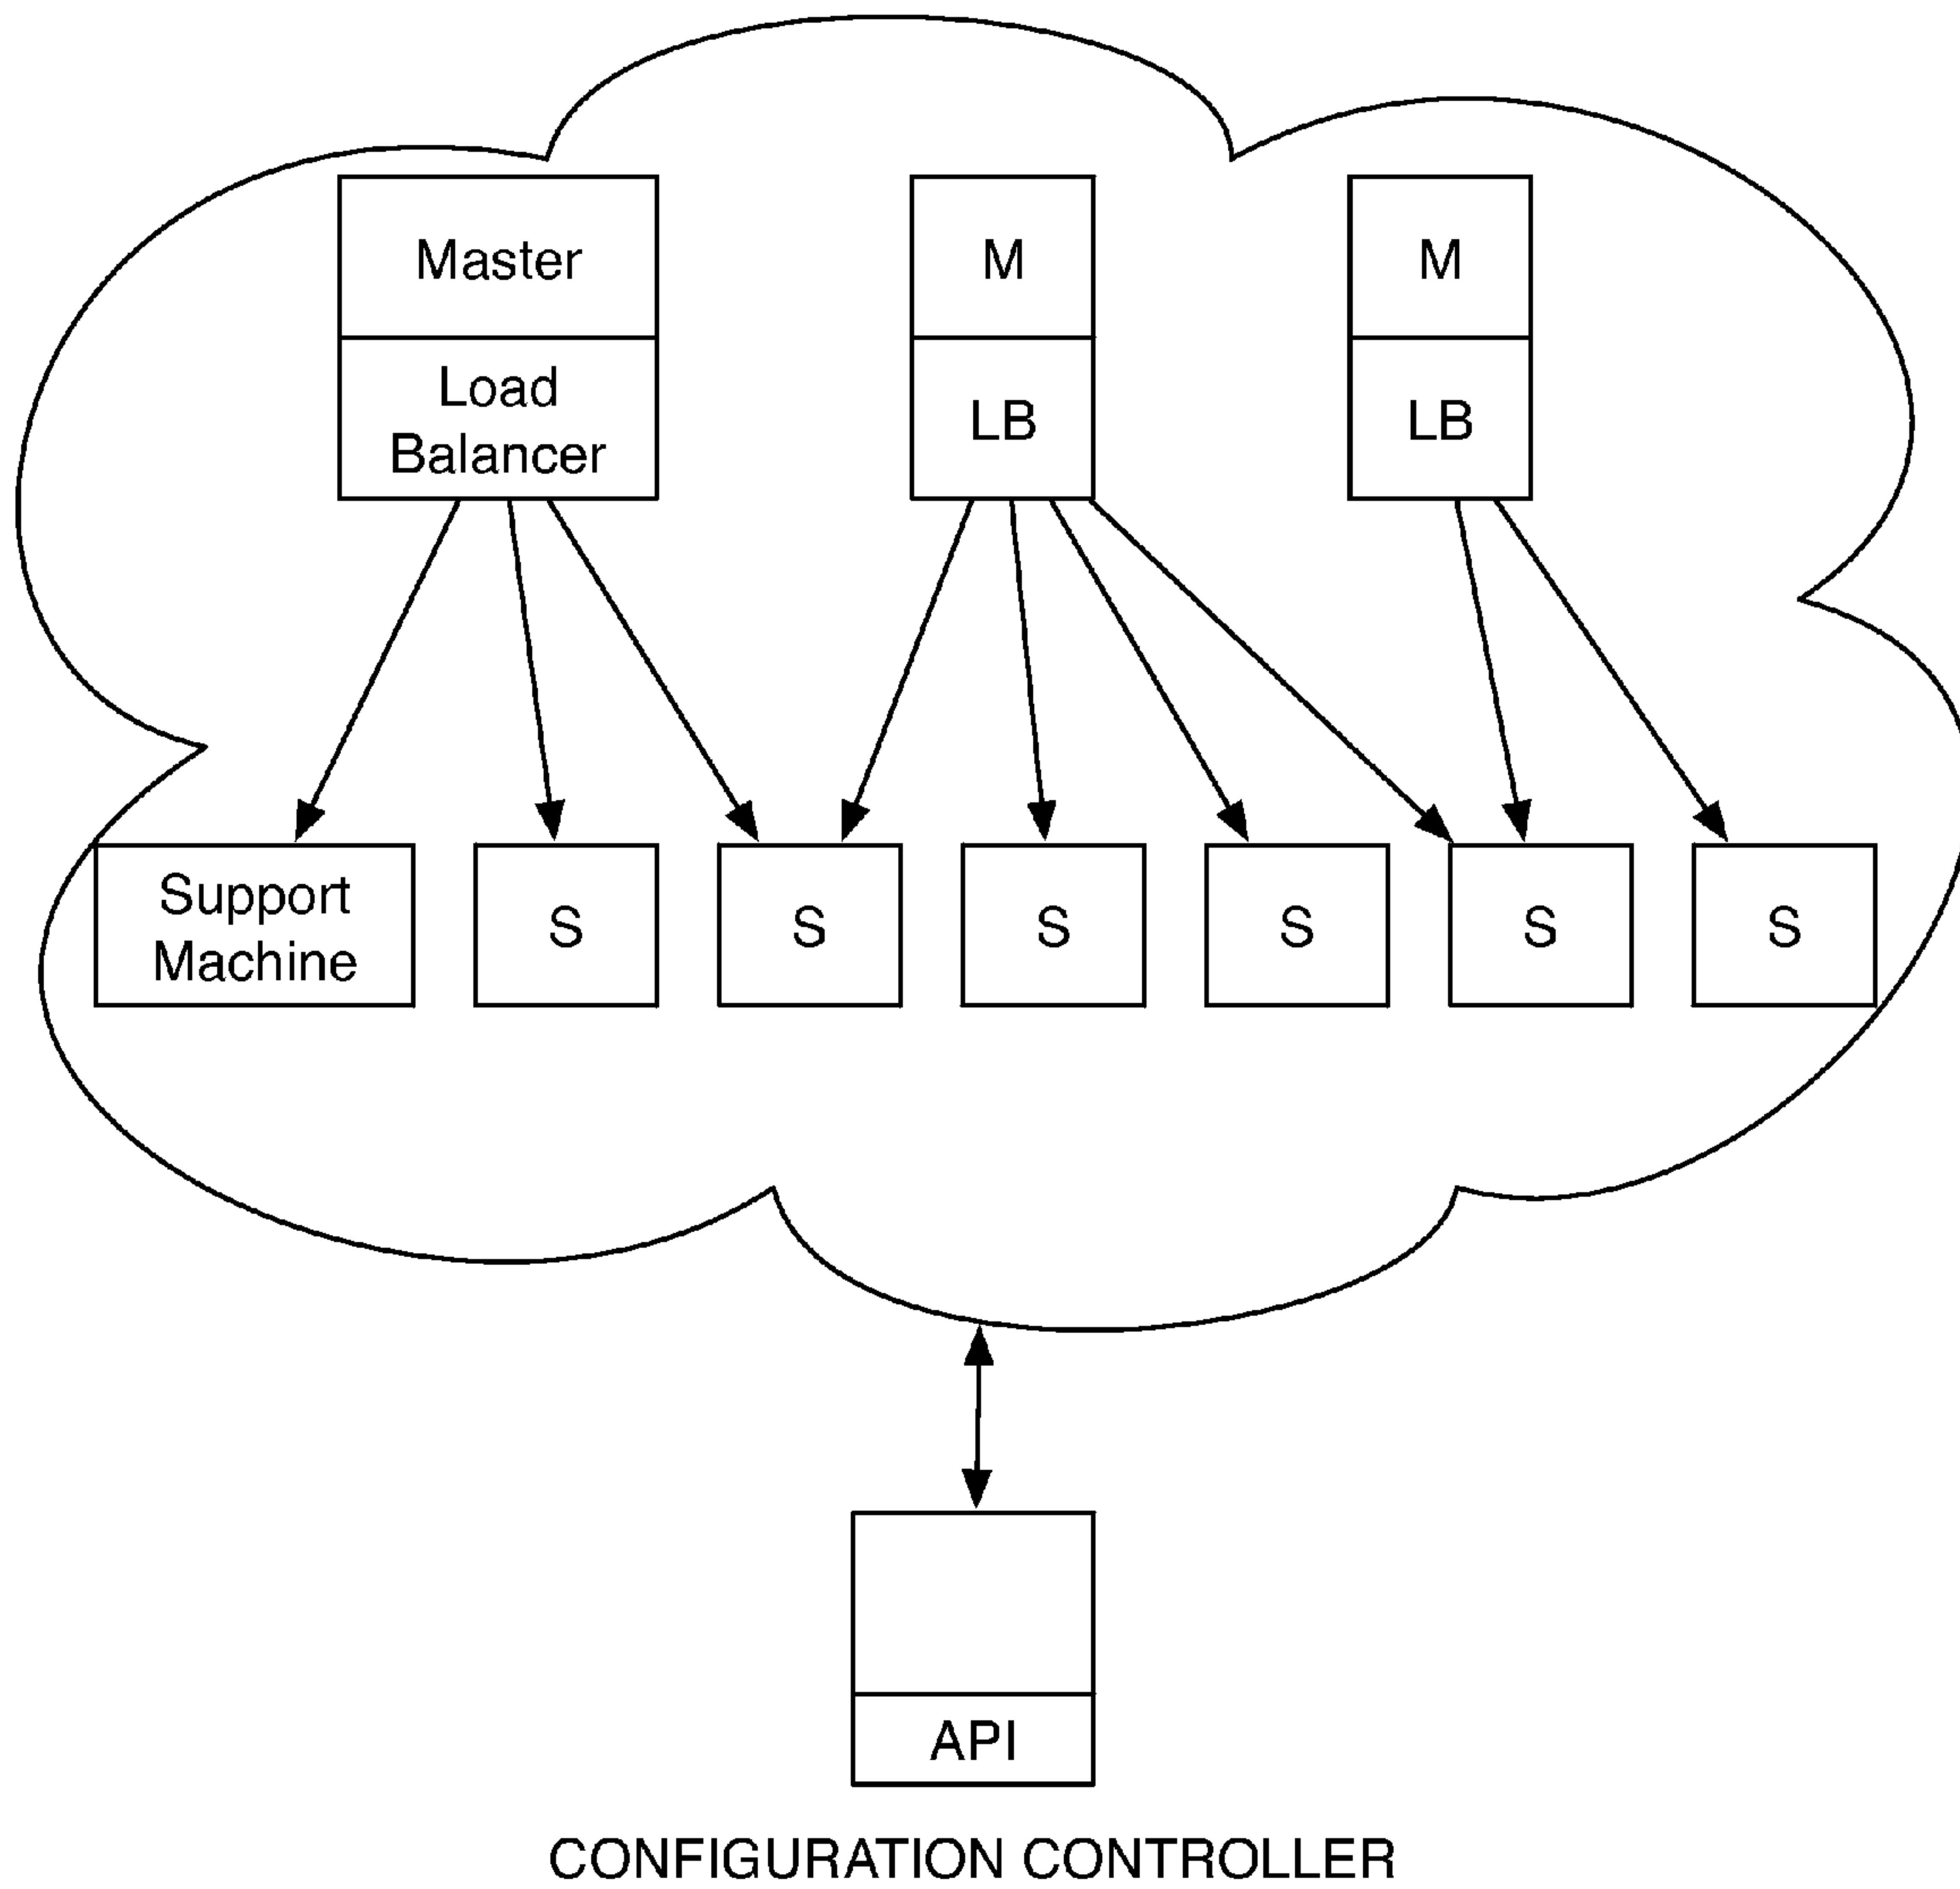 Master
Load
Balancer
M
LB
M
LB
Support
Machine
S
S
S
S
S
S
API
CONFIGURATION CONTROLLER